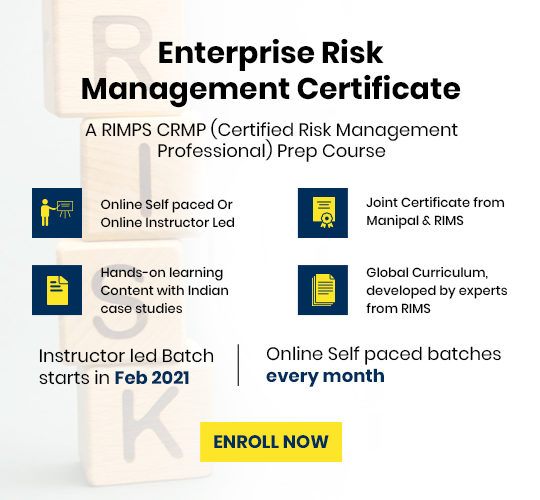 Enterprise Risk
Management Certificate
A RIMPS CRMP (Certified Risk Management
Professional) Prep Course
Online Self paced Or
Online Instructor Led
Joint Certificate from
Manipal & RIMS
Hands-on learning
Content with Indian
case studies
Global Curriculum,
developed by experts
from RIMS
Instructor led Batch
starts in Feb 2021
Online Self paced batches
every month
ENROLL NOW
R
I
S
K